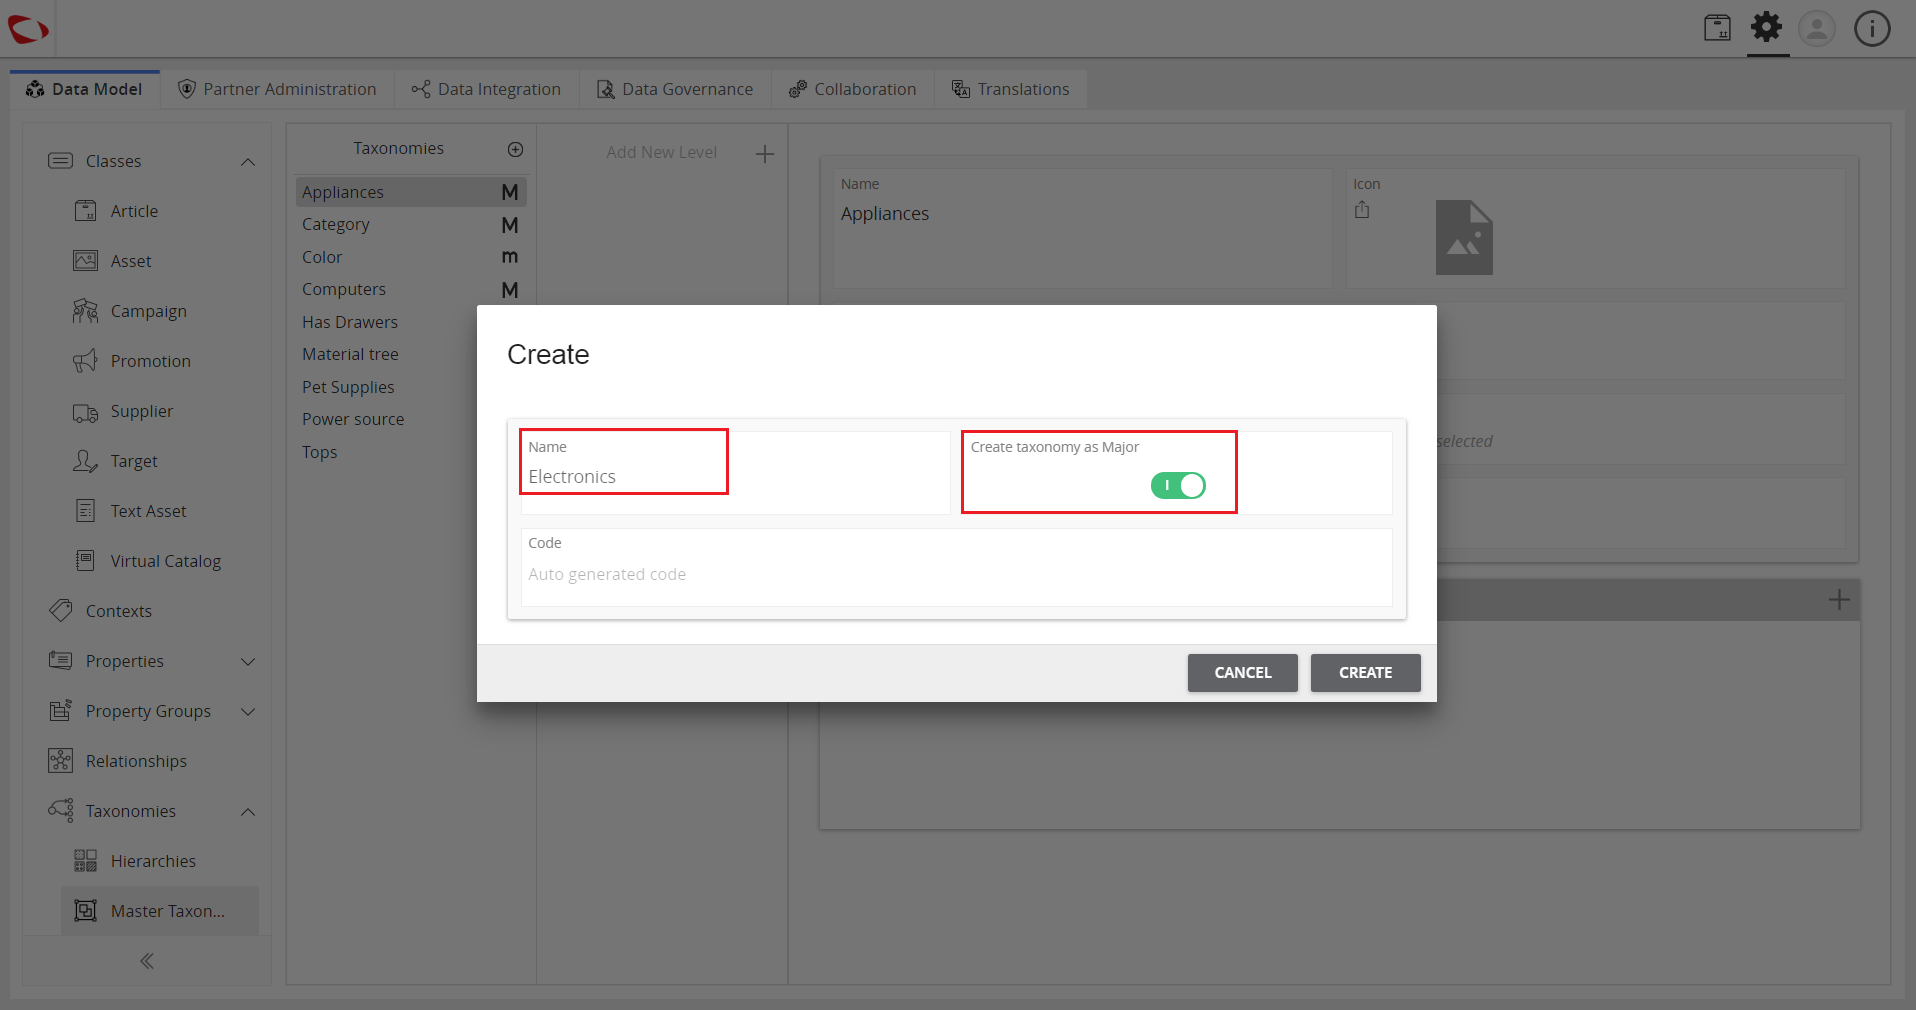 Data Model
Partner Administration
Data Integration
Data Governance
Collaboration
Translations
Classes
Article
Asset
Campaign
Promotion
Supplier
Target
Text Asset
Virtual Catalog
Contexts
Properties
Property Groups
Relationships
Taxonomies
Hierarchies
Master Taxon...
Taxonomies
Appliances M
Category M
Color m
Computers M
Has Drawers
Material tree
Pet Supplies
Power source
Tops
Add New Level
Name
Appliances
Icon
selected
Create
Name
Electronics
Create taxonomy as Major
Code
Auto generated code
CANCEL
CREATE